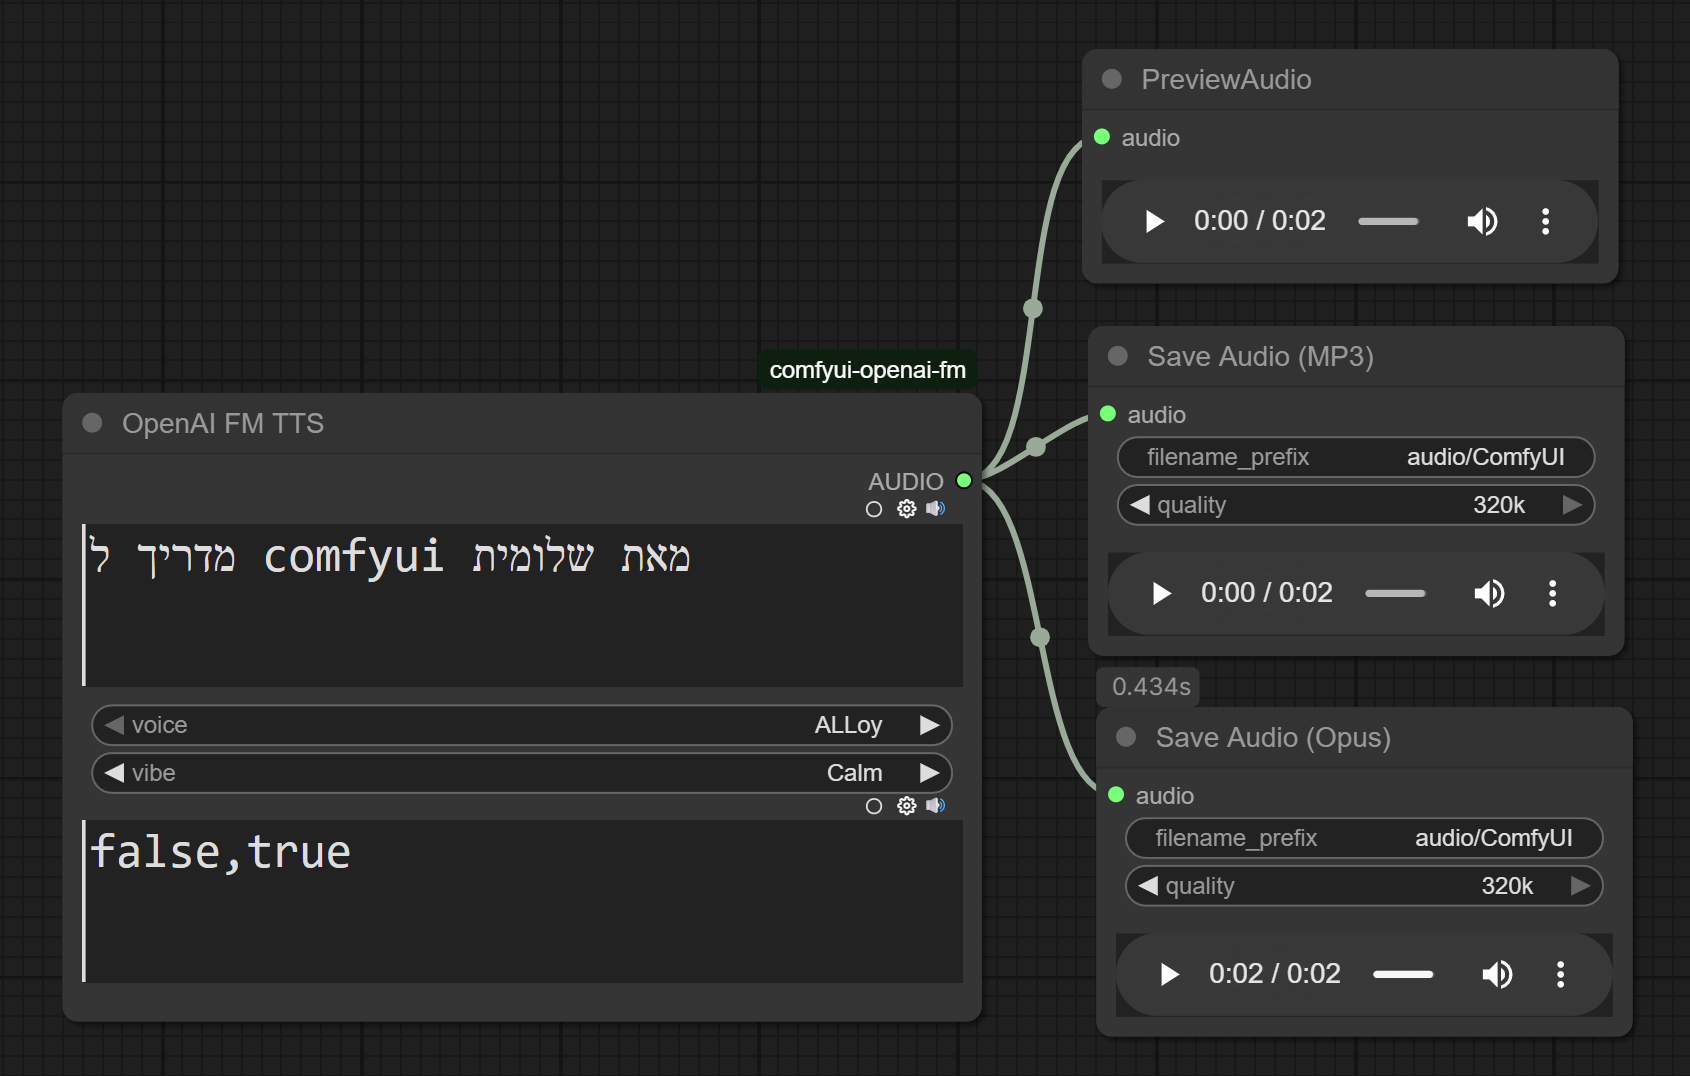 PreviewAudio
audio
0:00 / 0:02
comfyui-openai-fm
OpenAI FM TTS
AUDIO
מדריך ל comfyui מאת שלומית
voice ALLoy
vibe Calm
false,true
Save Audio (MP3)
audio
filename_prefix audio/ComfyUI
quality 320k
0:00 / 0:02
0.434s
Save Audio (Opus)
audio
filename_prefix audio/ComfyUI
quality 320k
0:02 / 0:02